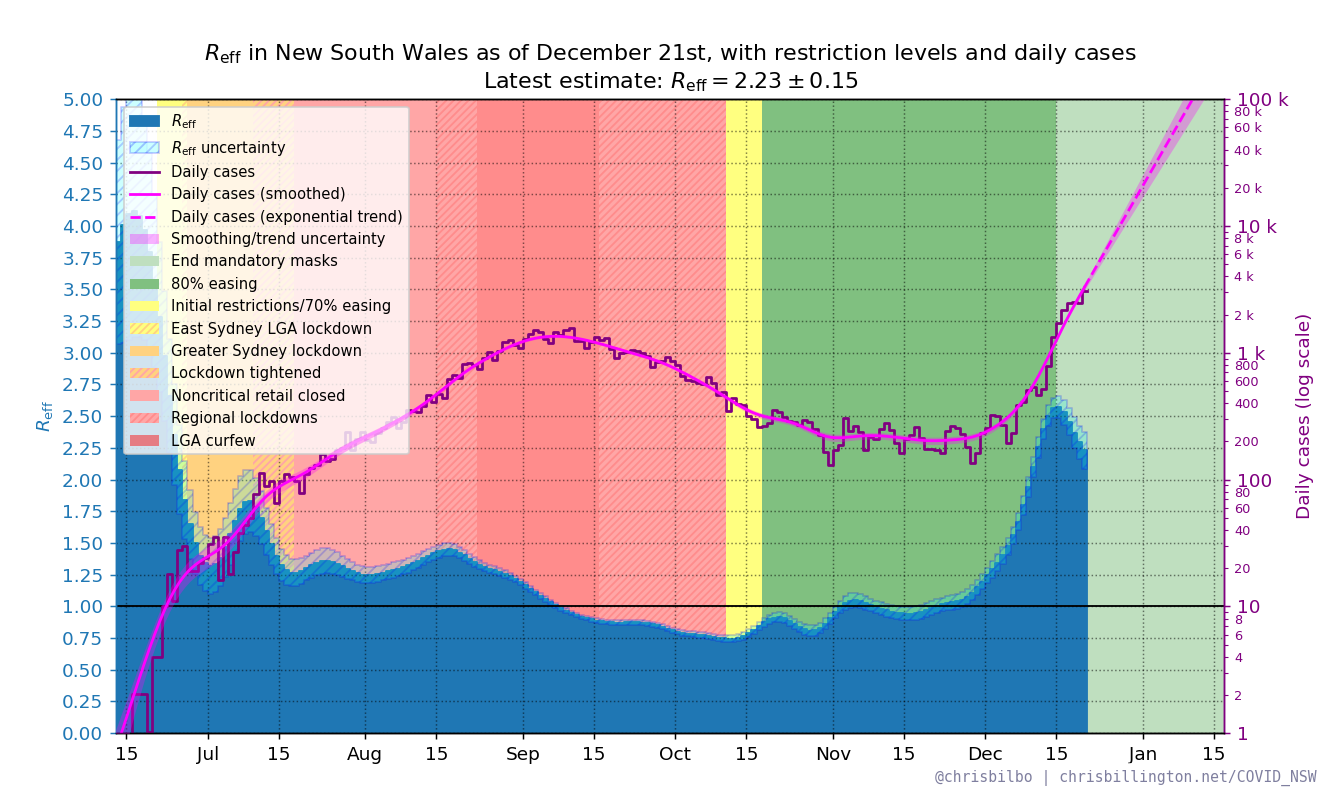 R_eff in New South Wales as of December 21st, with restriction levels and daily cases
Latest estimate: R_eff = 2.23 ± 0.15
R_eff
5.00
4.75
4.50
4.25
4.00
3.75
3.50
3.25
3.00
2.75
2.50
2.25
2.00
1.75
1.50
1.25
1.00
0.75
0.50
0.25
0.00
R_eff
R_eff uncertainty
Daily cases
Daily cases (smoothed)
Daily cases (exponential trend)
Smoothing/trend uncertainty
End mandatory masks
80% easing
Initial restrictions/70% easing
East Sydney LGA lockdown
Greater Sydney lockdown
Lockdown tightened
Noncritical retail closed
Regional lockdowns
LGA curfew
100 k
80 k
60 k
40 k
20 k
10 k
8 k
6 k
4 k
2 k
1 k
800
600
400
200
100
80
60
40
20
10
8
6
4
2
1
Daily cases (log scale)
15 Jul 15 Aug 15 Sep 15 Oct 15 Nov 15 Dec 15 Jan 15
@chrisbilbo | chrisbillington.net/COVID_NSW